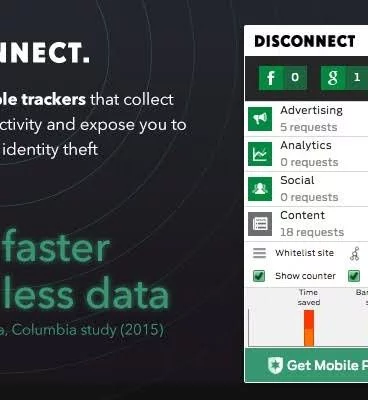 NNECT.
ble trackers that collect
ctivity and expose you to
identity theft
faster
less data
a, Columbia study (2015)
DISCONNECT
f 0 g 1
Advertising
5 requests
Analytics
0 requests
Social
0 requests
Content
18 requests
Whitelist site
Show counter
Time
saved
Ba
s
Get Mobile P